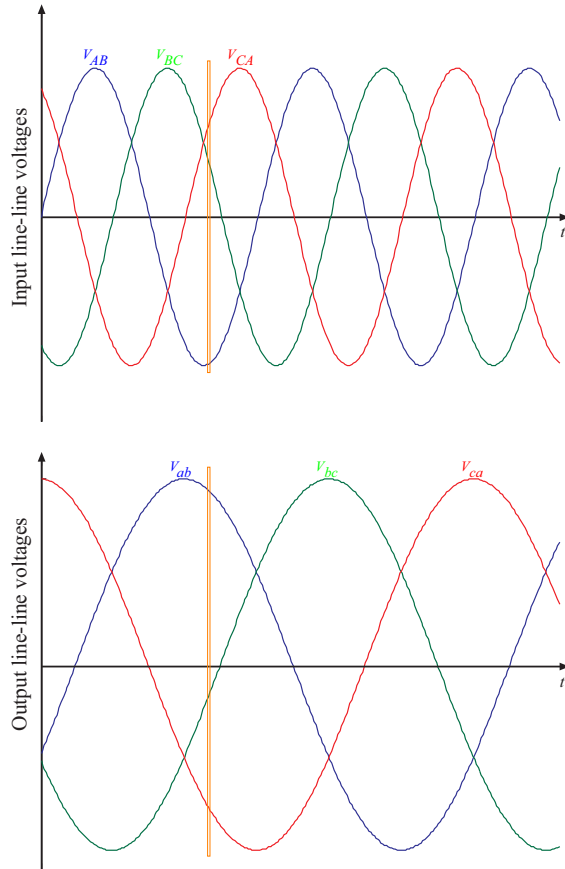 V_AB V_BC V_CA
Input line-line voltages
t
V_ab V_bc V_ca
Output line-line voltages
t